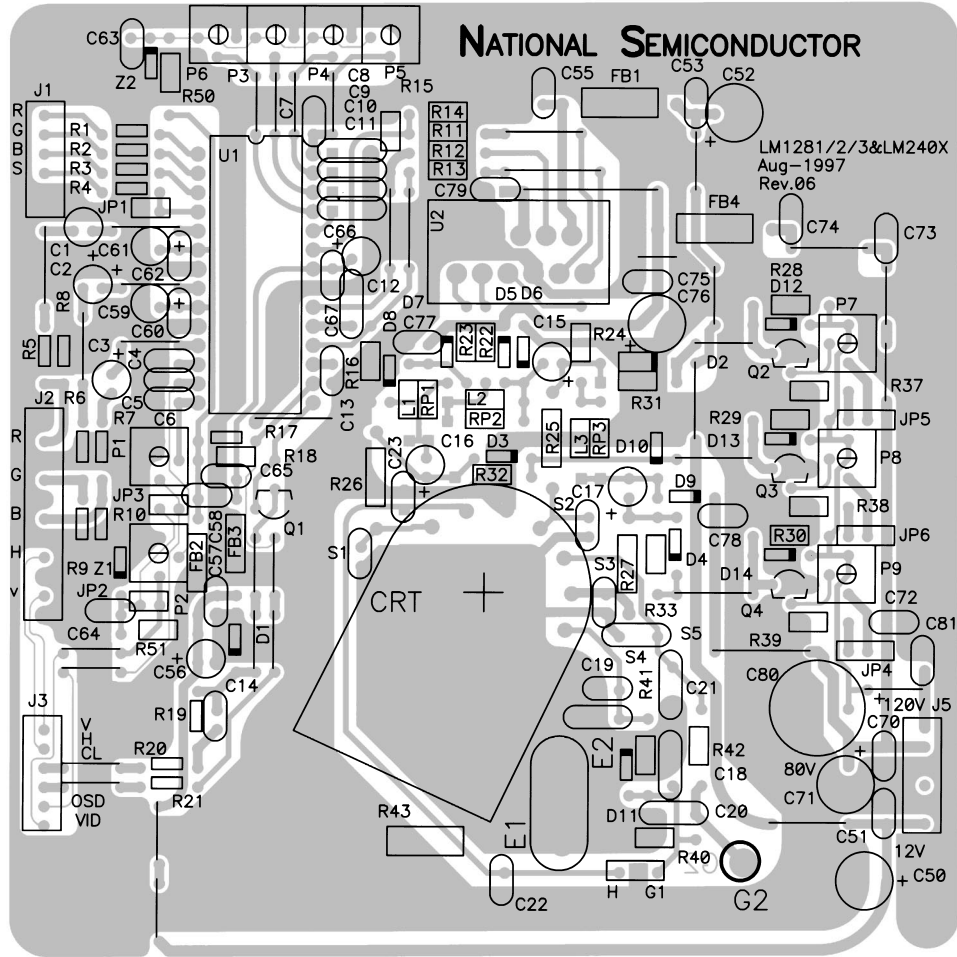 NATIONAL SEMICONDUCTOR
C63
Z2
P6
P3
P4
C8
P5
R50
C9
R15
C7
C10
C11
C55
FB1
C53
C52
+
J1
R
G
B
S
R1
R2
R3
R4
U1
R14
R11
R12
R13
C79
LM1281/2/3&LM240X
Aug-1997
Rev.06
JP1
U2
FB4
C74
C73
C1
C61
C2
C62
+
C66
+
C12
R8
+
C59
C60
+
C67
D7
D8
C77
D5 D6
C75
C76
R28
D12
P7
R5
C3
C4
+
C5
R6
R7
C6
R16
C13
R23
R22
C15
+
R24
+
D2
Q2
R31
R37
L1
RP1
L2
RP2
J2
R
G
B
H
V
P1
R17
R18
C65
C23
C16
+
R26
D3
R32
R25
L3
RP3
D10
R29
D13
JP5
P8
Q3
R38
JP3
R10
C58
C57
FB2
FB3
Q1
S1
S2
C17
+
D9
C78
R30
JP6
R9
Z1
JP2
P2
CRT
S3
R27
D4
D14
P9
Q4
C72
C64
R51
D1
+
C56
R33
S5
S4
R39
C81
JP4
C14
R19
C19
R41
C21
C80
+
120V
J5
J3
V
H
CL
OSD
VID
R20
R21
E2
R42
C18
C70
+
80V
C71
R43
E1
D11
C20
C51
12V
R40
C22
H
G1
G2
+
C50